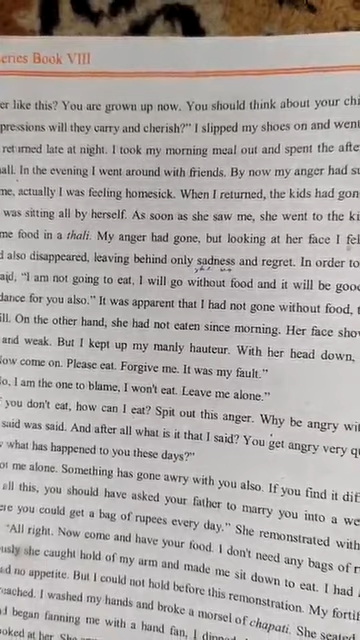 eries Book VIII
er like this? You are grown up now. You should think about your chi
pressions will they carry and cherish?" I slipped my shoes on and went
returned late at night. I took my morning meal out and spent the afte
all. In the evening I went around with friends. By now my anger had su
me, actually I was feeling homesick. When I returned, the kids had gon
was sitting all by herself. As soon as she saw me, she went to the ki
me food in a thali. My anger had gone, but looking at her face I fel
d also disappeared, leaving behind only sadness and regret. In order to
aid, "I am not going to eat, I will go without food and it will be good
dance for you also." It was apparent that I had not gone without food, t
ill. On the other hand, she had not eaten since morning. Her face show
and weak. But I kept up my manly hauteur. With her head down,
Now come on. Please eat. Forgive me. It was my fault."
No, I am the one to blame, I won't eat. Leave me alone."
f you don't eat, how can I eat? Spit out this anger. Why be angry wit
said was said. And after all what is it that I said? You get angry very qu
what has happened to you these days?"
ot me alone. Something has gone awry with you also. If you find it dif
all this, you should have asked your father to marry you into a we
ere you could get a bag of rupees every day." She remonstrated with
"All right. Now come and have your food. I don't need any bags of r
ously she caught hold of my arm and made me sit down to eat. I had
ad no appetite. But I could not hold before this remonstration. My fortif
reached. I washed my hands and broke a morsel of chapati. She
d began fanning me with a hand fan, I
ooked at her. She